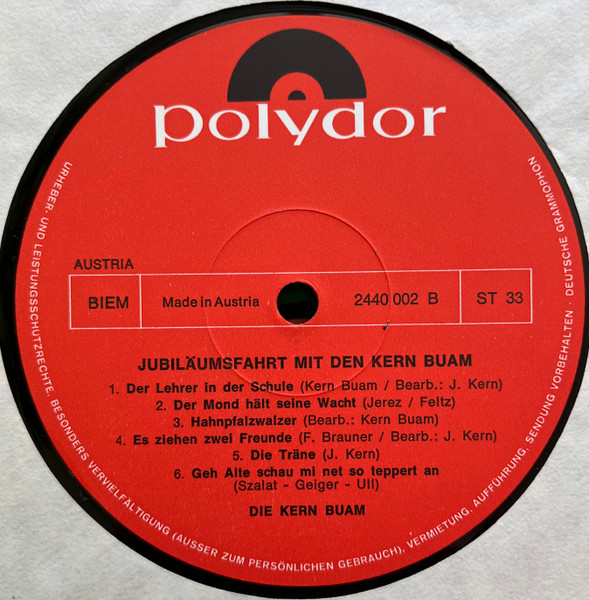 polydor
AUSTRIA
BIEM
Made in Austria
2440 002 B
ST 33
JUBILÄUMSFAHRT MIT DEN KERN BUAM
1. Der Lehrer in der Schule (Kern Buam / Bearb.: J. Kern)
2. Der Mond hält seine Wacht (Jerez / Feltz)
3. Hahnpfalzwalzer (Bearb.: Kern Buam)
4. Es ziehen zwei Freunde (F. Brauner / Bearb.: J. Kern)
5. Die Träne (J. Kern)
6. Geh Alte schau mi net so teppert an
(Szalat - Geiger - Ull)
DIE KERN BUAM
URHEBER- UND LEISTUNGSSCHUTZRECHTE, BESONDERS VERVIELFÄLTIGUNG (AUSSER ZUM PERSÖNLICHEN GEBRAUCH), VERMIETUNG, AUFFÜHRUNG, SENDUNG VORBEHALTEN · DEUTSCHE GRAMMOPHON